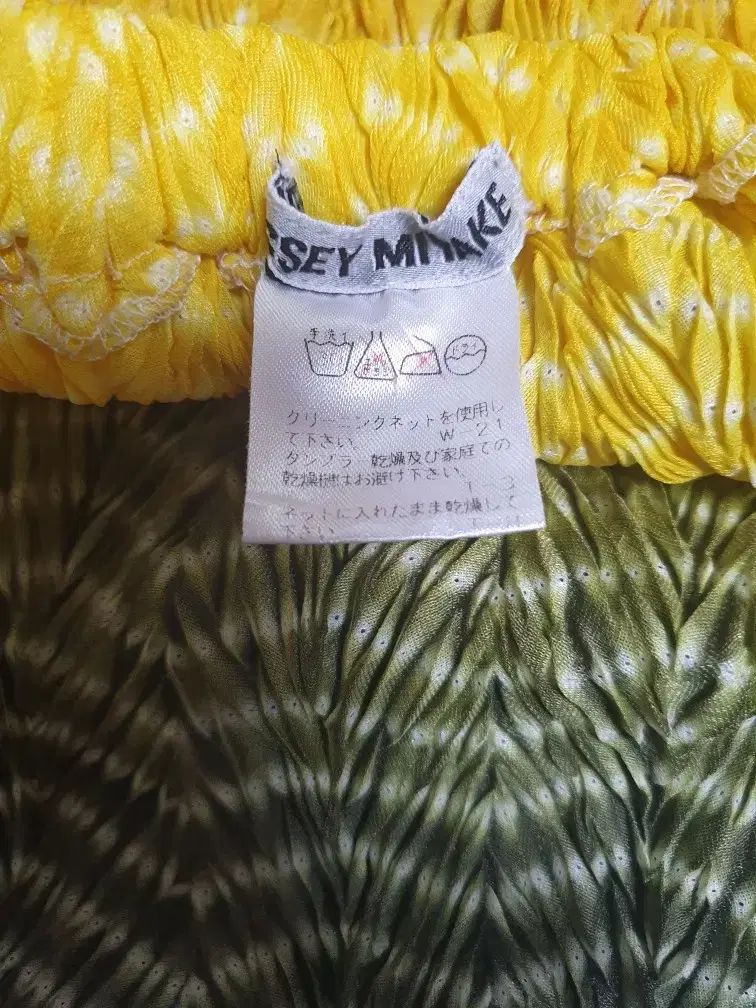 SSEY MIYAKE
手洗イ
クリーニングネットを使用し
て下さい。 W-21
タンブラー乾燥及び家庭での
乾燥機はお避け下さい。
ネットに入れたまま乾燥して
下さい。